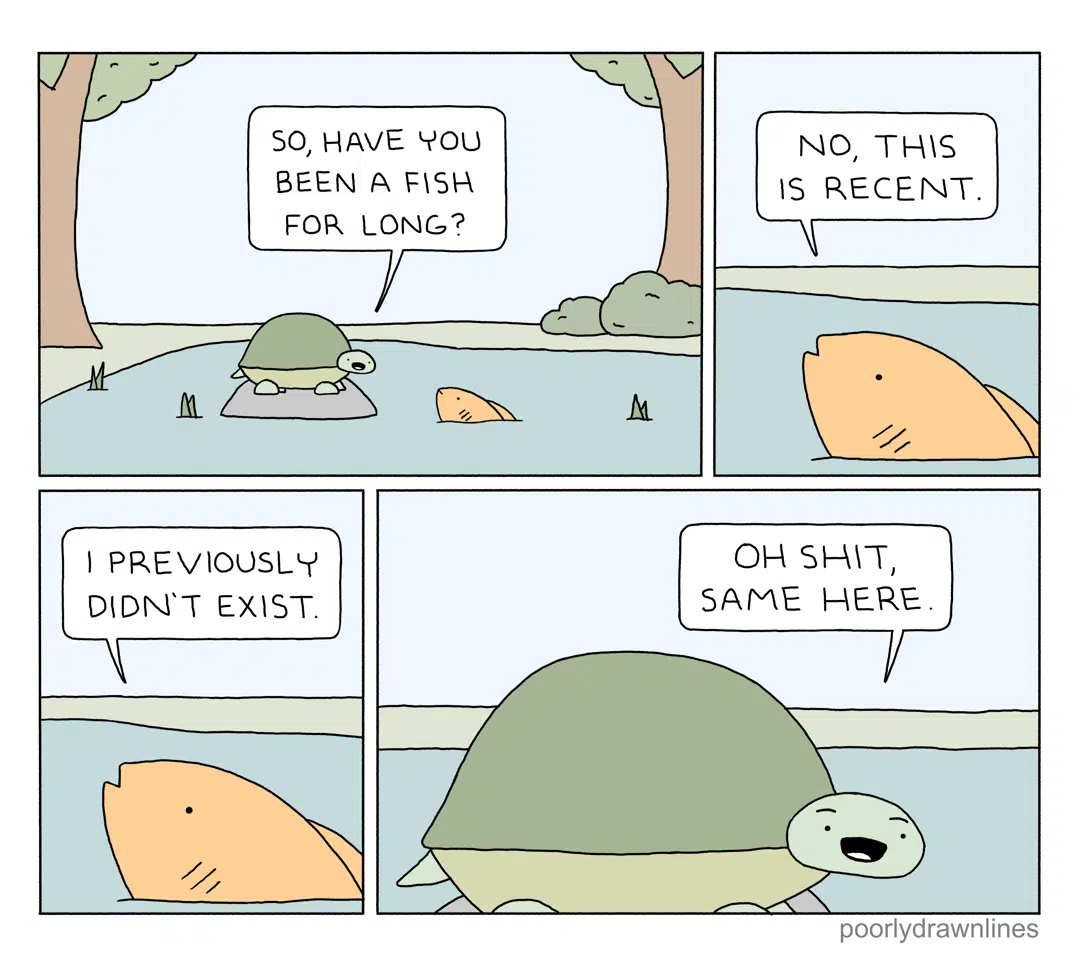 SO, HAVE YOU
BEEN A FISH
FOR LONG?
NO, THIS
IS RECENT.
I PREVIOUSLY
DIDN'T EXIST.
OH SHIT,
SAME HERE.
poorlydrawnlines